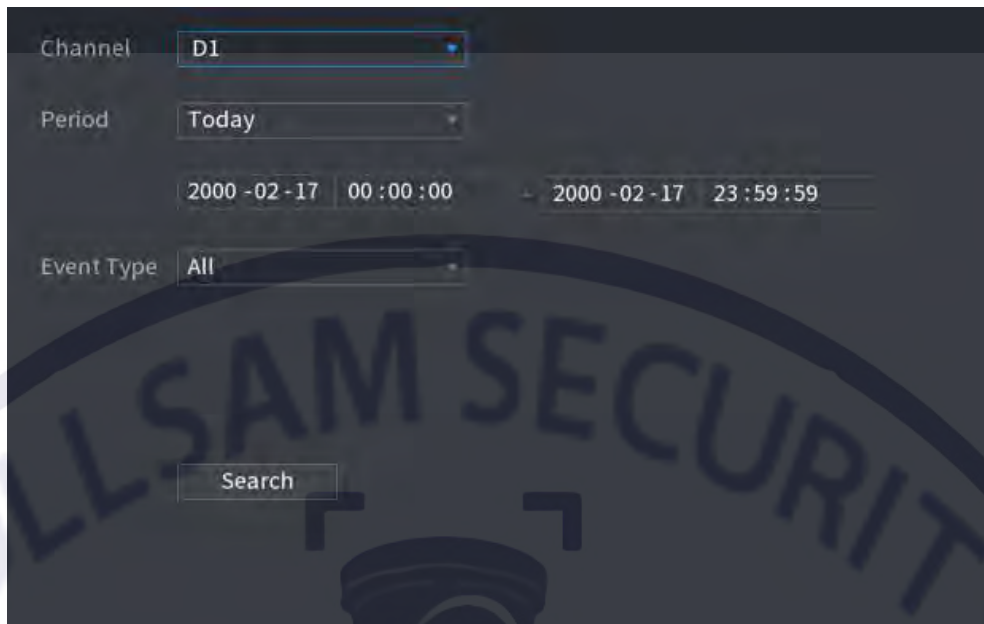 Channel D1
Period Today
2000 -02 -17 00 :00 :00 - 2000 -02 -17 23 :59 :59
Event Type All
LLSAM SECURIT
Search